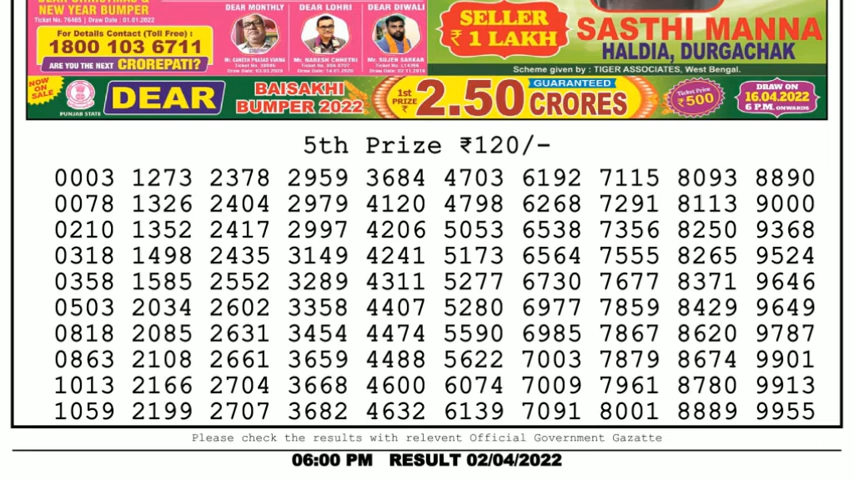 DEAR CHRISTMAS &
NEW YEAR BUMPER
Ticket No. 76405 | Draw Date : 01.01.2022
DEAR MONTHLY
DEAR LOHRI
DEAR DIWALI
For Details Contact (Toll Free) :
1800 103 6711
ARE YOU THE NEXT CROREPATI?
Mr. NARESH CHHETRI
Mr. SUJEN SARKAR
SELLER
₹ 1 LAKH
SASTHI MANNA
HALDIA, DURGACHAK
Scheme given by : TIGER ASSOCIATES, West Bengal.
NOW ON SALE
PUNJAB STATE
DEAR
BAISAKHI
BUMPER 2022
1st PRIZE
₹2.50 CRORES
GUARANTEED
Ticket Price
₹500
DRAW ON
16.04.2022
6 P.M. ONWARDS
5th Prize ₹120/-
0003 1273 2378 2959 3684 4703 6192 7115 8093 8890
0078 1326 2404 2979 4120 4798 6268 7291 8113 9000
0210 1352 2417 2997 4206 5053 6538 7356 8250 9368
0318 1498 2435 3149 4241 5173 6564 7555 8265 9524
0358 1585 2552 3289 4311 5277 6730 7677 8371 9646
0503 2034 2602 3358 4407 5280 6977 7859 8429 9649
0818 2085 2631 3454 4474 5590 6985 7867 8620 9787
0863 2108 2661 3659 4488 5622 7003 7879 8674 9901
1013 2166 2704 3668 4600 6074 7009 7961 8780 9913
1059 2199 2707 3682 4632 6139 7091 8001 8889 9955
Please check the results with relevent Official Government Gazatte
06:00 PM RESULT 02/04/2022